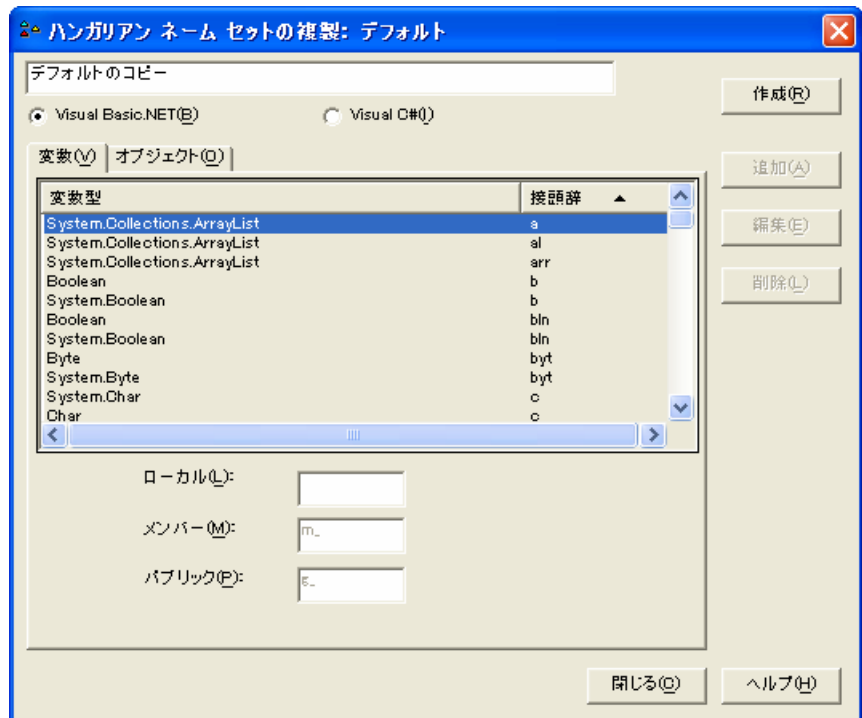 ハンガリアン ネーム セットの複製: デフォルト
デフォルトのコピー
作成(R)
Visual Basic.NET(B)
Visual C#(I)
変数(V)
オブジェクト(O)
追加(A)
変数型 接頭辞
System.Collections.ArrayList a
System.Collections.ArrayList al
編集(E)
System.Collections.ArrayList arr
Boolean b
削除(L)
System.Boolean b
Boolean bln
System.Boolean bln
Byte byt
System.Byte byt
System.Char c
Char c
ローカル(L):
メンバー(M): m_
パブリック(P): g_
閉じる(C)
ヘルプ(H)